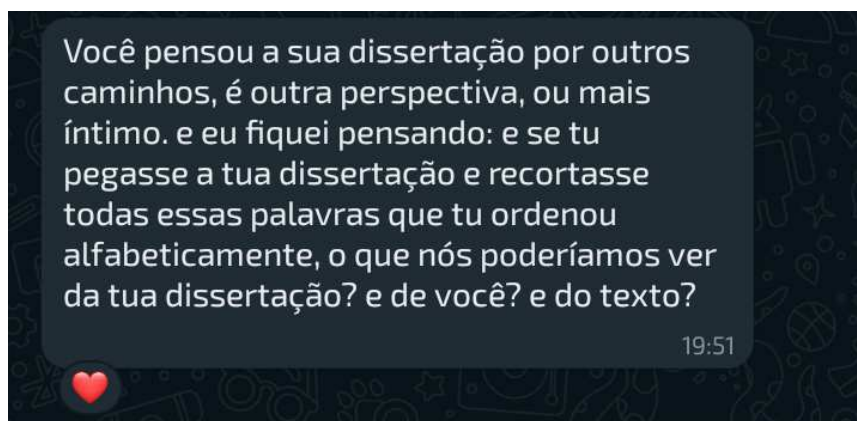 Você pensou a sua dissertação por outros
caminhos, é outra perspectiva, ou mais
íntimo. e eu fiquei pensando: e se tu
pegasse a tua dissertação e recortasse
todas essas palavras que tu ordenou
alfabeticamente, o que nós poderíamos ver
da tua dissertação? e de você? e do texto?
19:51